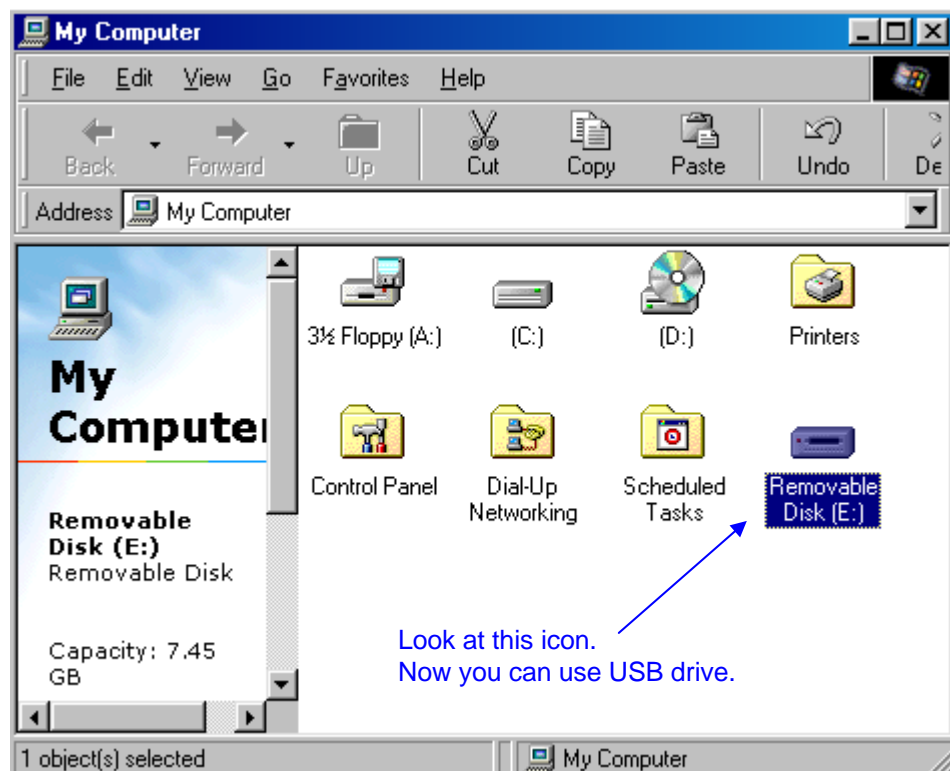 My Computer
File Edit View Go Favorites Help
Back Forward Up Cut Copy Paste Undo De
Address My Computer
3½ Floppy (A:) (C:) (D:) Printers
My
Computer
Control Panel Dial-Up Networking Scheduled Tasks Removable Disk (E:)
Removable
Disk (E:)
Removable Disk
Capacity: 7.45
GB
Look at this icon.
Now you can use USB drive.
1 object(s) selected My Computer